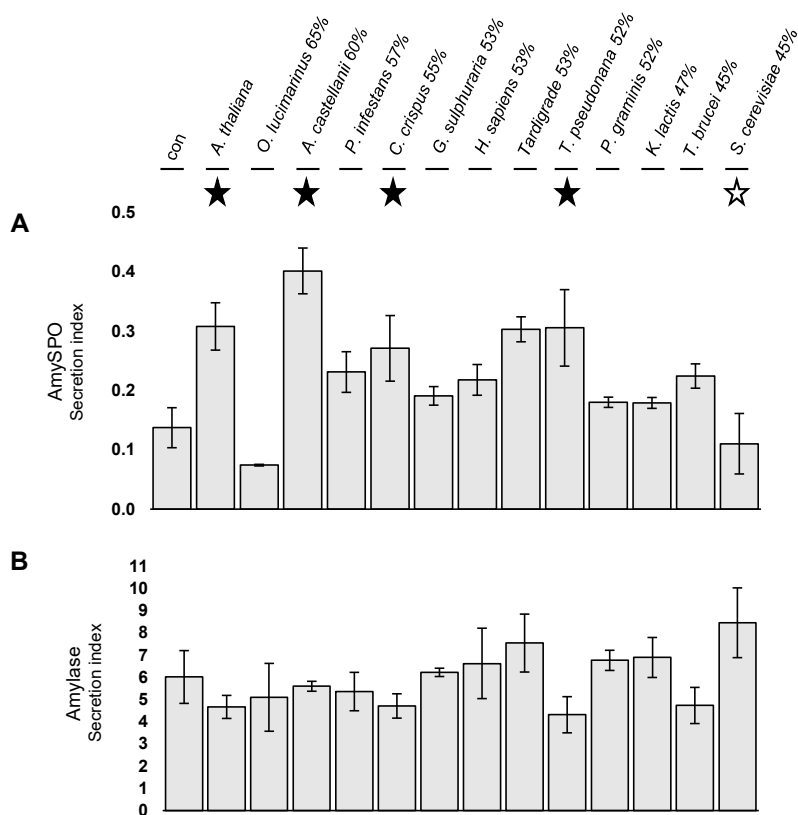 con
A. thaliana
O. lucimarinus 65%
A. castellanii 60%
P. infestans 57%
C. crispus 55%
G. sulphuraria 53%
H. sapiens 53%
Tardigrade 53%
T. pseudonana 52%
P. graminis 52%
K. lactis 47%
T. brucei 45%
S. cerevisiae 45%
A
AmySPO
Secretion index
0.5
0.4
0.3
0.2
0.1
0.0
B
Amylase
Secretion index
11
10
9
8
7
6
5
4
3
2
1
0